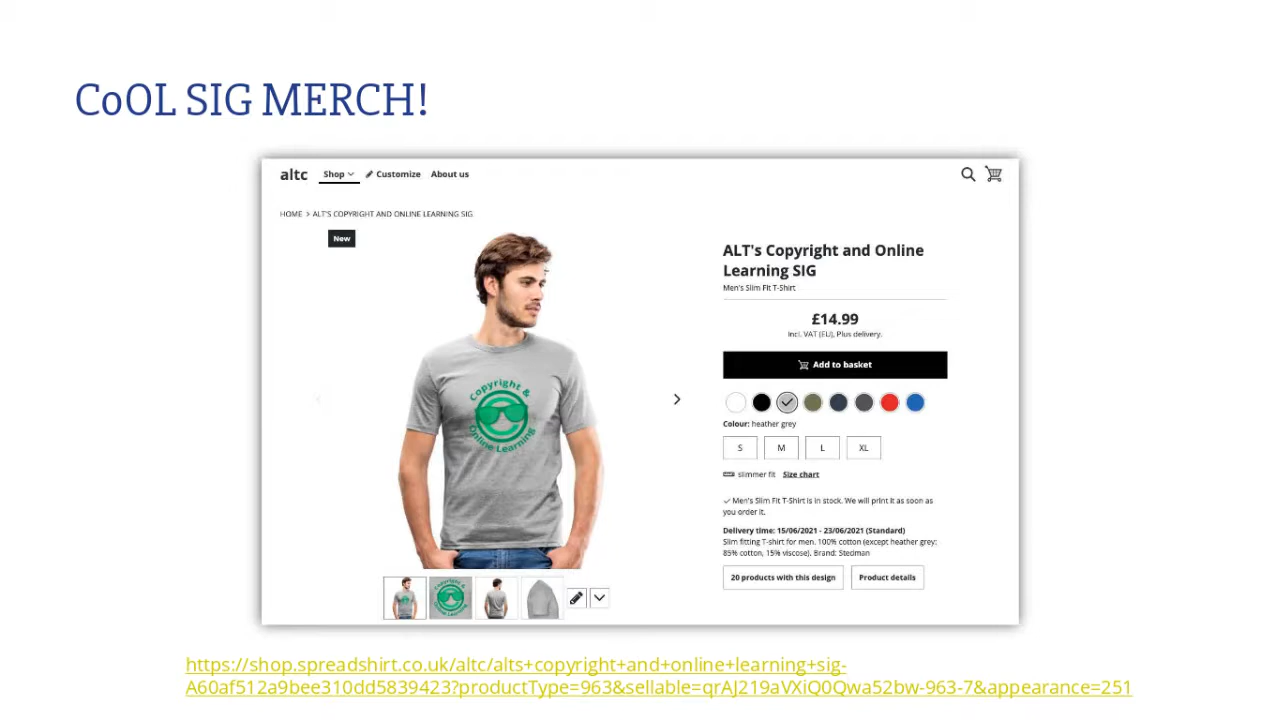 CoOL SIG MERCH!
altc Shop Customize About us
HOME > ALT'S COPYRIGHT AND ONLINE LEARNING SIG
New
Copyright &
Online Learning
ALT's Copyright and Online
Learning SIG
Men's Slim Fit T-Shirt
£14.99
incl. VAT (EU), Plus delivery.
Add to basket
Colour: heather grey
S M L XL
slimmer fit Size chart
Men's Slim Fit T-Shirt is in stock. We will print it as soon as
you order it.
Delivery time: 15/06/2021 - 23/06/2021 (Standard)
Slim fitting T-shirt for men. 100% cotton (except heather grey:
85% cotton, 15% viscose). Brand: Stedman
20 products with this design Product details
Copyright &
Online Learning
https://shop.spreadshirt.co.uk/altc/alts+copyright+and+online+learning+sig-
A60af512a9bee310dd5839423?productType=963&sellable=qrAJ219aVXiQ0Qwa52bw-963-7&appearance=251